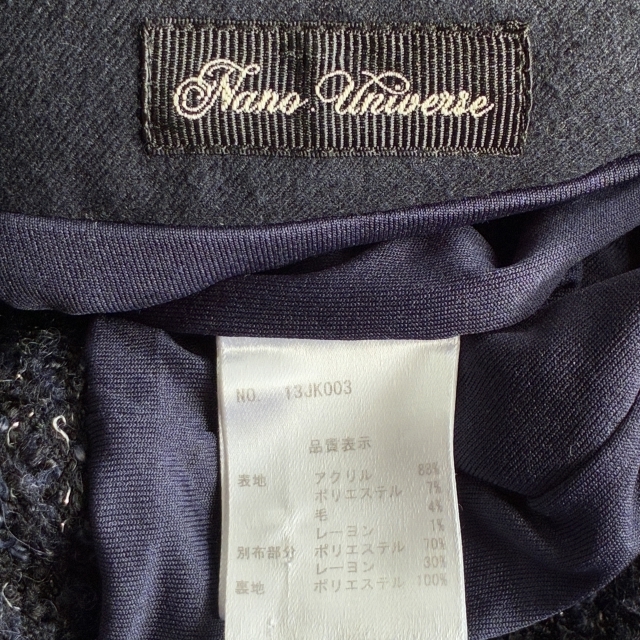 Nano Universe
NO. 13JK003
品質表示
表地 アクリル 88%
ポリエステル 7%
毛 4%
レーヨン 1%
別布部分 ポリエステル 70%
レーヨン 30%
裏地 ポリエステル 100%